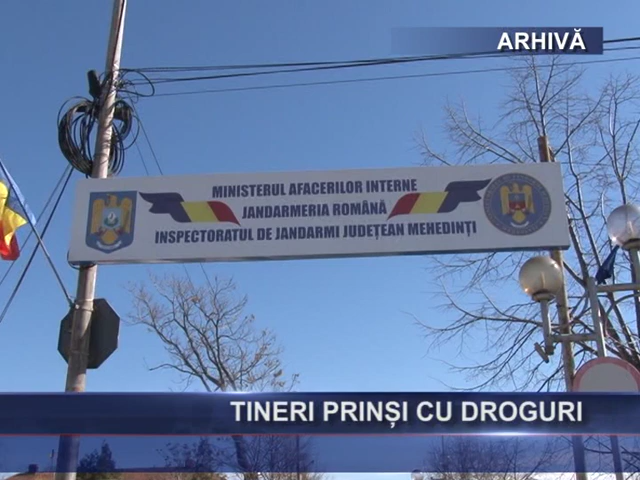 ARHIVĂ
MINISTERUL AFACERILOR INTERNE
JANDARMERIA ROMÂNĂ
INSPECTORATUL DE JANDARMI JUDEȚEAN MEHEDINȚI
TINERI PRINȘI CU DROGURI